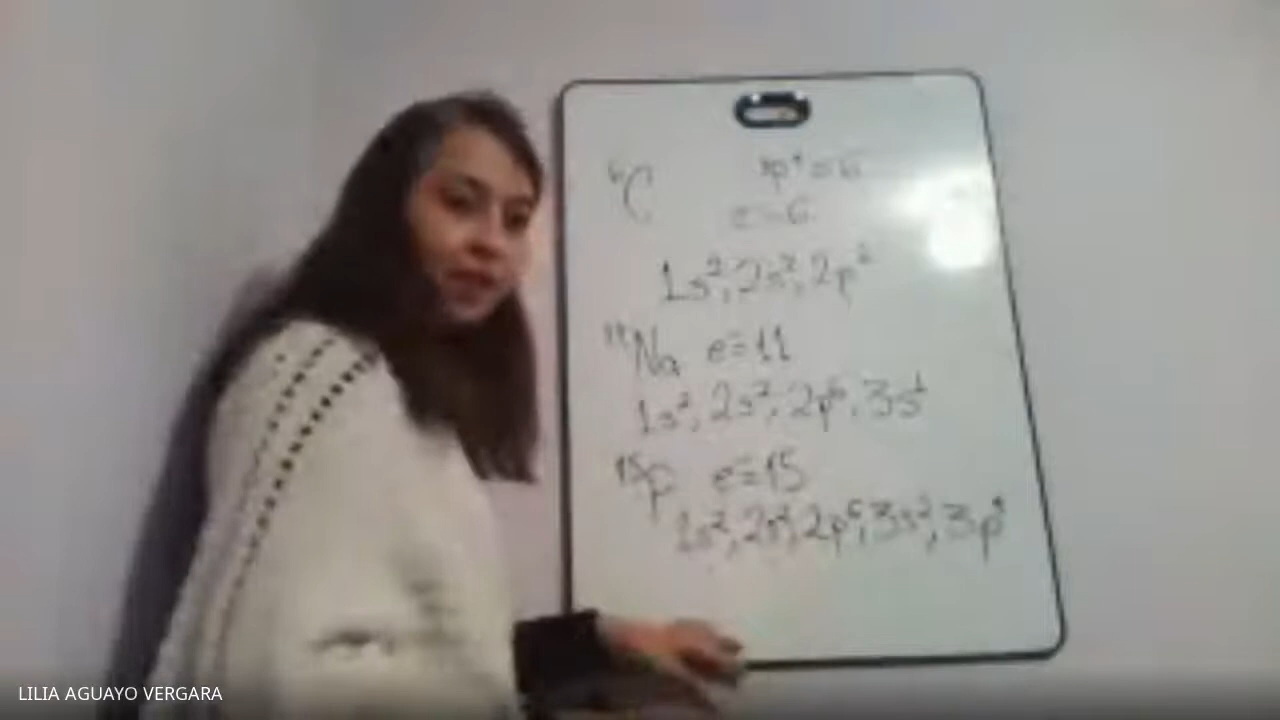 ⁶C p⁺=6
e⁻=6
1s², 2s², 2p²
¹¹Na e⁻=11
1s², 2s², 2p⁶, 3s¹
¹⁵P e⁻=15
1s², 2s², 2p⁶, 3s², 3p³
LILIA AGUAYO VERGARA